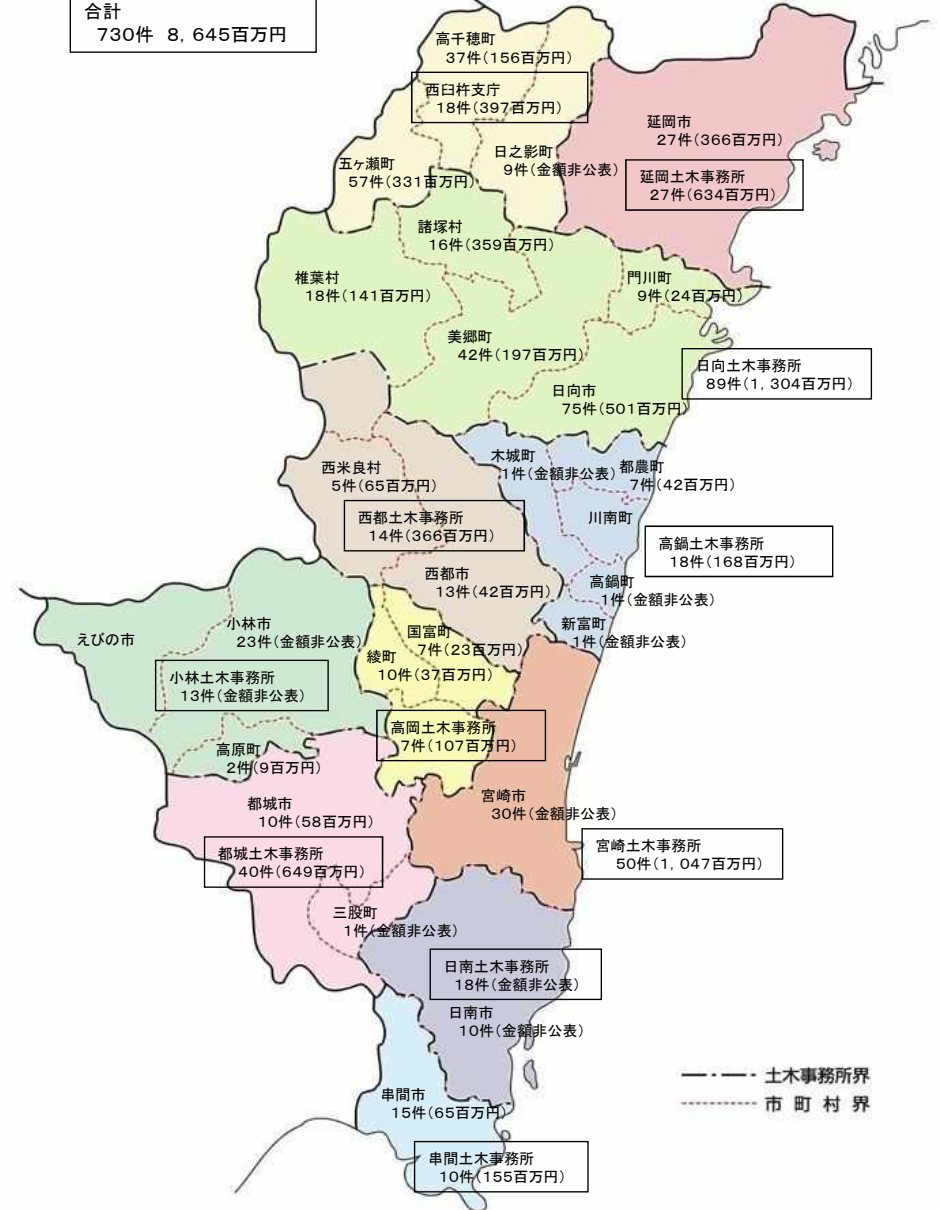 合計
730件 8,645百万円
高千穂町
37件(156百万円)
西臼杵支庁
18件(397百万円)
日之影町
9件(金額非公表)
五ヶ瀬町
57件(331百万円)
延岡市
27件(366百万円)
延岡土木事務所
27件(634百万円)
諸塚村
16件(359百万円)
椎葉村
18件(141百万円)
門川町
9件(24百万円)
美郷町
42件(197百万円)
日向土木事務所
89件(1,304百万円)
日向市
75件(501百万円)
木城町
1件(金額非公表)
都農町
7件(42百万円)
西米良村
5件(65百万円)
西都土木事務所
14件(366百万円)
川南町
高鍋土木事務所
18件(168百万円)
西都市
13件(42百万円)
高鍋町
1件(金額非公表)
新富町
1件(金額非公表)
えびの市
小林市
23件(金額非公表)
国富町
7件(23百万円)
綾町
10件(37百万円)
小林土木事務所
13件(金額非公表)
高岡土木事務所
7件(107百万円)
高原町
2件(9百万円)
宮崎市
30件(金額非公表)
都城市
10件(58百万円)
都城土木事務所
40件(649百万円)
宮崎土木事務所
50件(1,047百万円)
三股町
1件(金額非公表)
日南土木事務所
18件(金額非公表)
日南市
10件(金額非公表)
串間市
15件(65百万円)
串間土木事務所
10件(155百万円)
土木事務所界
市町村界